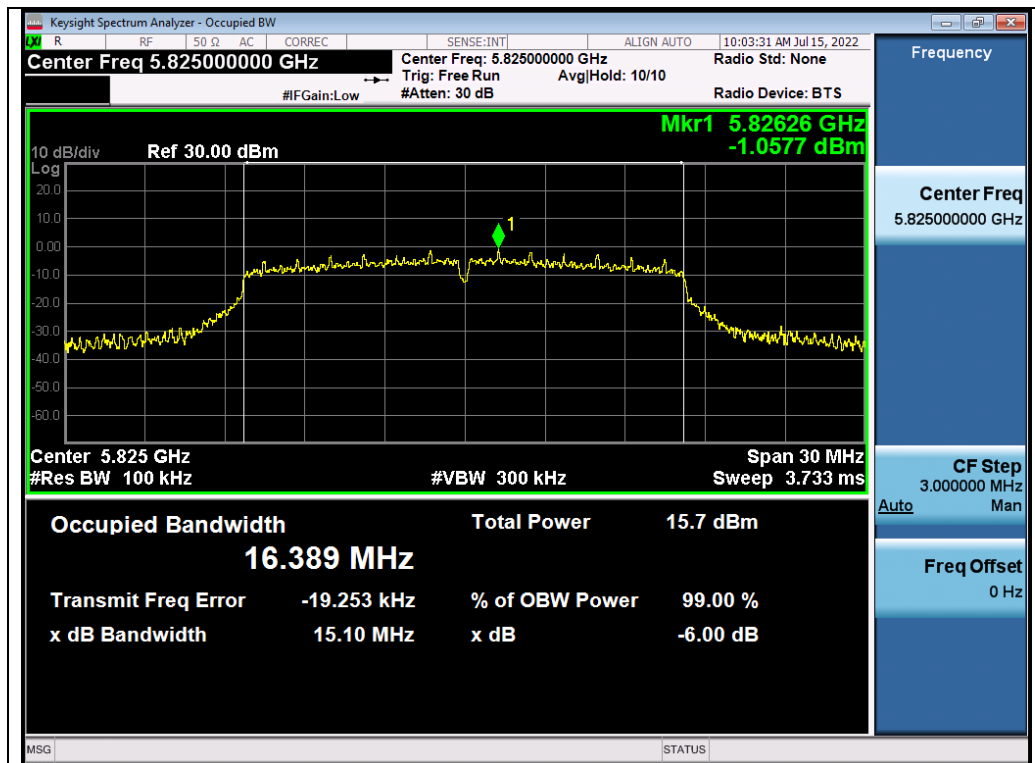 Keysight Spectrum Analyzer - Occupied BW
LXI R RF 50 Ω AC CORREC SENSE:INT ALIGN AUTO 10:03:31 AM Jul 15, 2022
Center Freq 5.825000000 GHz
Center Freq: 5.825000000 GHz
Radio Std: None
Trig: Free Run Avg|Hold: 10/10
#IFGain:Low
#Atten: 30 dB
Radio Device: BTS
Mkr1 5.82626 GHz
-1.0577 dBm
10 dB/div Ref 30.00 dBm
Log
20.0
10.0
0.00
-10.0
-20.0
-30.0
-40.0
-50.0
-60.0
1
Center 5.825 GHz Span 30 MHz
#Res BW 100 kHz #VBW 300 kHz Sweep 3.733 ms
Occupied Bandwidth Total Power 15.7 dBm
16.389 MHz
Transmit Freq Error -19.253 kHz % of OBW Power 99.00 %
x dB Bandwidth 15.10 MHz x dB -6.00 dB
Frequency
Center Freq
5.825000000 GHz
CF Step
3.000000 MHz
Auto Man
Freq Offset
0 Hz
MSG STATUS